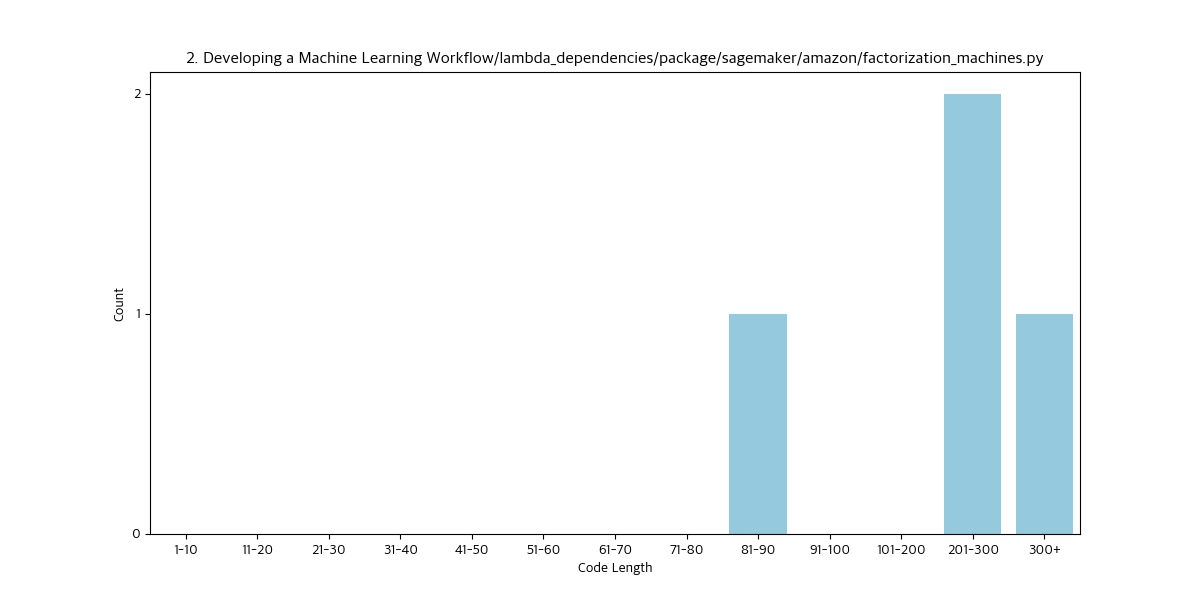 2. Developing a Machine Learning Workflow/lambda_dependencies/package/sagemaker/amazon/factorization_machines.py
2
1
0
Count
1-10 11-20 21-30 31-40 41-50 51-60 61-70 71-80 81-90 91-100 101-200 201-300 300+
Code Length